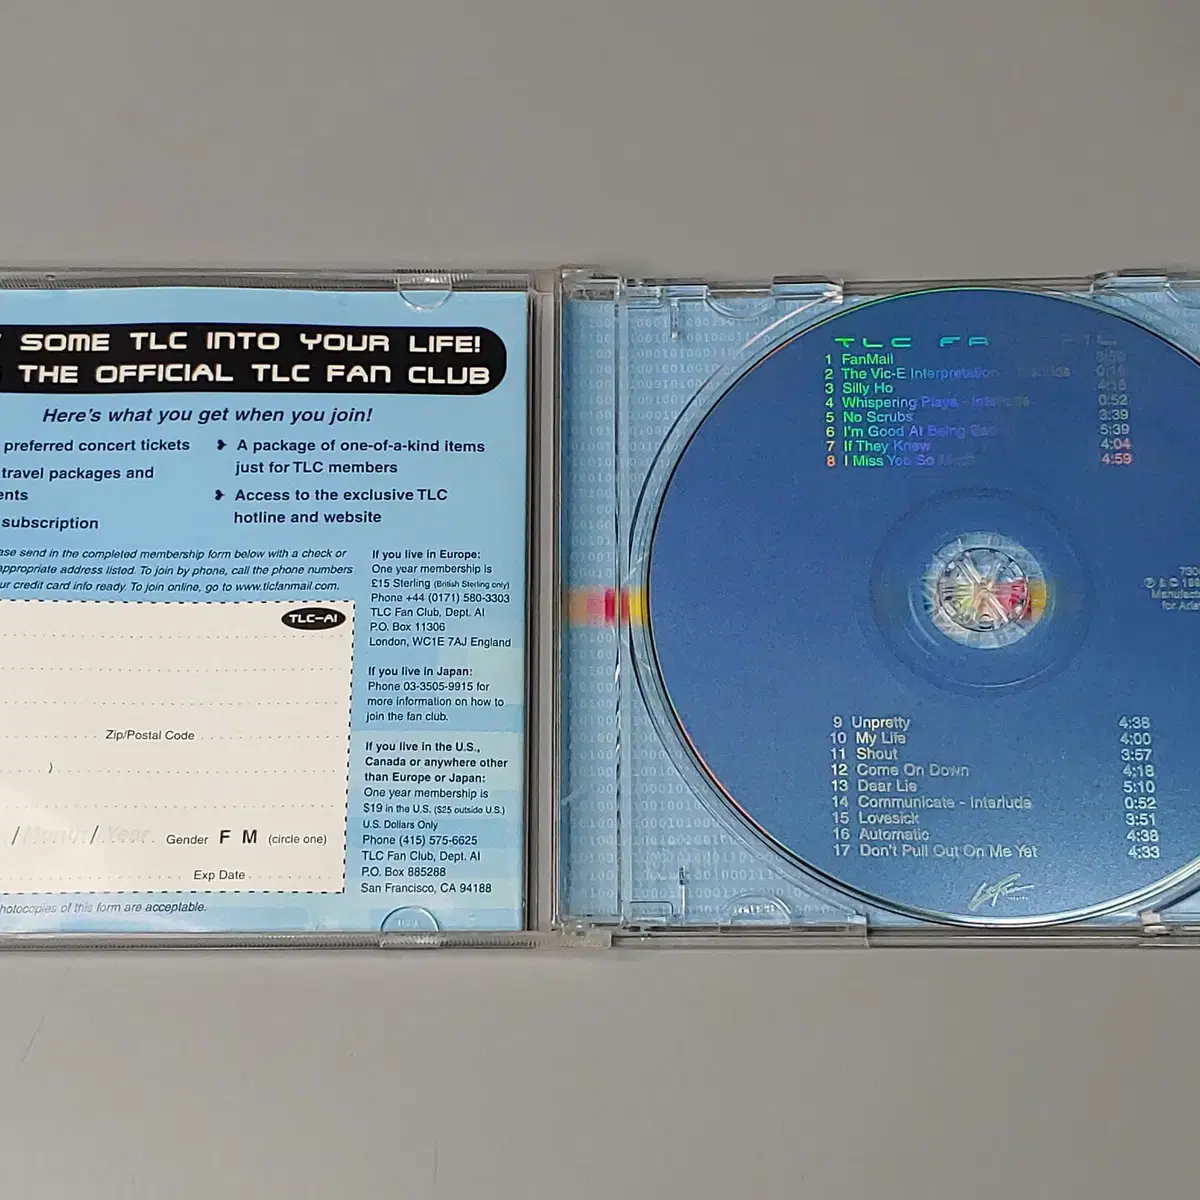 SOME TLC INTO YOUR LIFE!
THE OFFICIAL TLC FAN CLUB
Here's what you get when you join!
preferred concert tickets
travel packages and
subscription
❥ A package of one-of-a-kind items
just for TLC members
❥ Access to the exclusive TLC
hotline and website
send in the completed membership form below with a check or
appropriate address listed. To join by phone, call the phone numbers
credit card info ready. To join online, go to www.tlcfanmail.com.
TLC-AI
Zip/Postal Code
)
/Month/Year
Gender F M (circle one)
Exp Date
of this form are acceptable.
If you live in Europe:
One year membership is
£15 Sterling (British Sterling only)
Phone +44 (0171) 580-3303
TLC Fan Club, Dept. AI
P.O. Box 11306
London, WC1E 7AJ England
If you live in Japan:
Phone 03-3505-9915 for
more information on how to
join the fan club.
If you live in the U.S.,
Canada or anywhere other
than Europe or Japan:
One year membership is
$19 in the U.S. ($25 outside U.S.)
U.S. Dollars Only
Phone (415) 575-6625
TLC Fan Club, Dept. AI
P.O. Box 885288
San Francisco, CA 94188
TLC FA
1 FanMail
2 The Vic-E Interpretation
3 Silly Ho 4:18
4 Whispering Playa - 0:52
5 No Scrubs 3:39
6 I'm Good At Being 5:39
7 If They Knew 4:04
8 I Miss You So 4:59
730
℗ & © 199
for
9 Unpretty 4:38
10 My Life 4:00
11 Shout 3:57
12 Come On Down 4:18
13 Dear Lie 5:10
14 Communicate - Interlude 0:52
15 Lovesick 3:51
16 Automatic 4:38
17 Don't Pull Out On Me Yet 4:33
LaFace